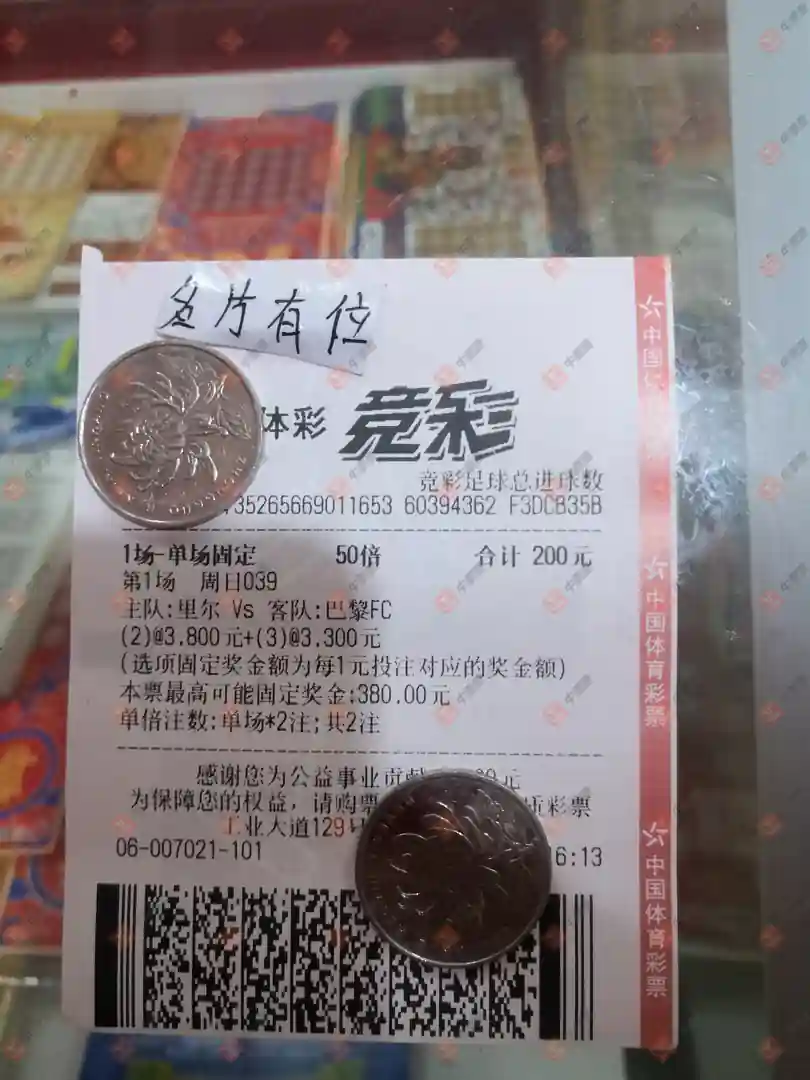 名片有位
体彩 竞彩
竞彩足球总进球数
35265669011653 60394362 F3DCB35B
1场-单场固定 50倍 合计 200元
第1场 周日039
主队:里尔 Vs 客队:巴黎FC
(2)@3.800元+(3)@3.300元
(选项固定奖金额为每1元投注对应的奖金额)
本票最高可能固定奖金:380.00元
单倍注数:单场*2注;共2注
感谢您为公益事业贡献 元
为保障您的权益，请购票 彩票
工业大道129
06-007021-101 6:13
中国
中国体育彩票
中国体育彩票